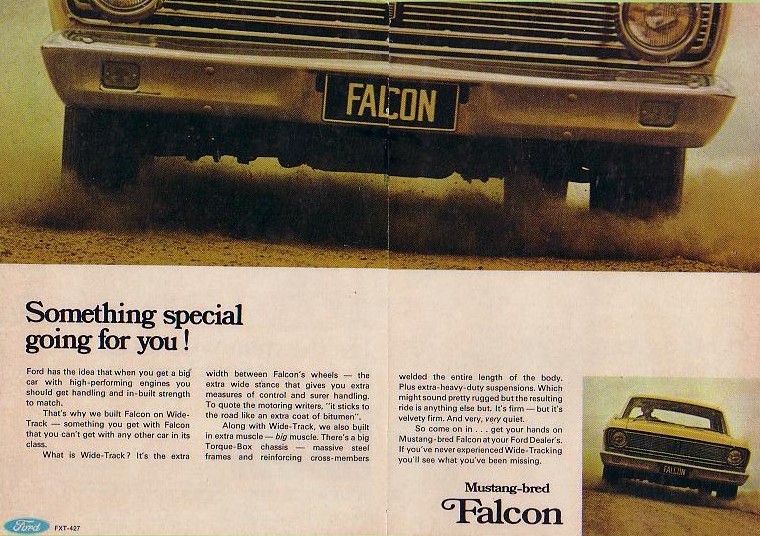 FALCON
Something special
going for you!
Ford has the idea that when you get a big
car with high-performing engines you
should get handling and in-built strength
to match.
That's why we built Falcon on Wide-
Track — something you get with Falcon
that you can't get with any other car in its
class.
What is Wide-Track? It's the extra
width between Falcon's wheels — the
extra wide stance that gives you extra
measures of control and surer handling.
To quote the motoring writers, "it sticks to
the road like an extra coat of bitumen".
Along with Wide-Track, we also built
in extra muscle — big muscle. There's a big
Torque-Box chassis — massive steel
frames and reinforcing cross-members
welded the entire length of the body.
Plus extra-heavy-duty suspensions. Which
might sound pretty rugged but the resulting
ride is anything else but. It's firm — but it's
velvety firm. And very, very quiet.
So come on in . . . get your hands on
Mustang-bred Falcon at your Ford Dealer's.
If you've never experienced Wide-Tracking
you'll see what you've been missing.
FALCON
Mustang-bred
Falcon
Ford FXT-427